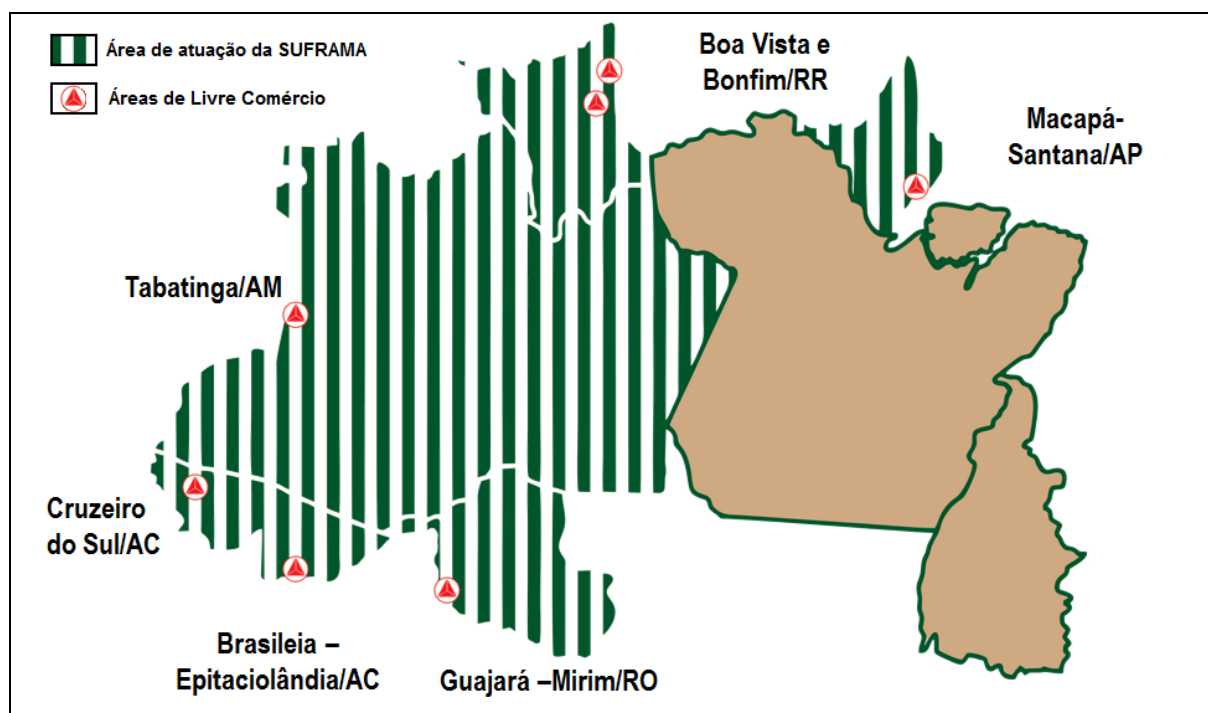 Área de atuação da SUFRAMA
Áreas de Livre Comércio
Boa Vista e
Bonfim/RR
Macapá-
Santana/AP
Tabatinga/AM
Cruzeiro
do Sul/AC
Brasileia –
Epitaciolândia/AC
Guajará –Mirim/RO